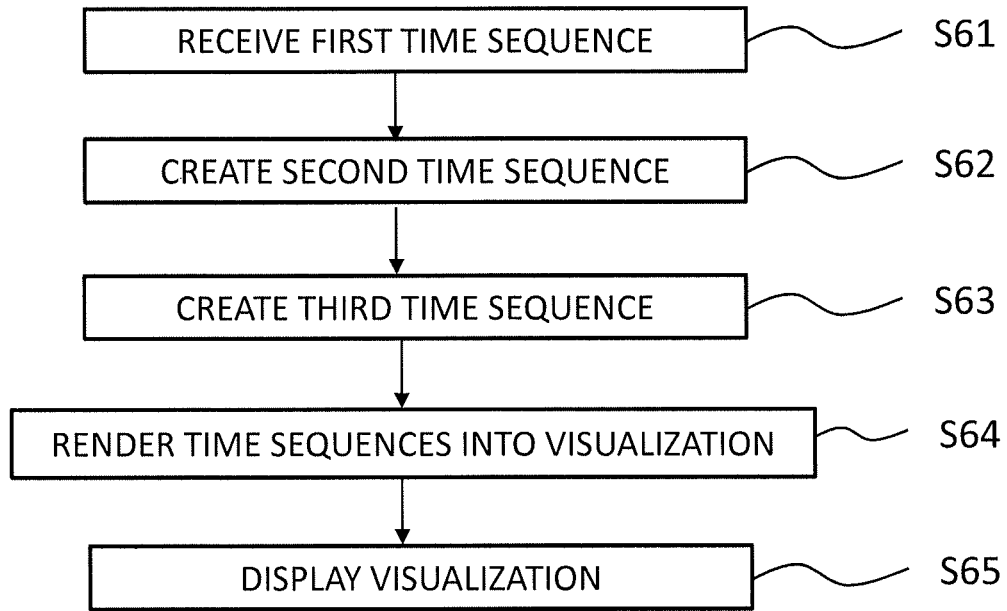 RECEIVE FIRST TIME SEQUENCE S61
CREATE SECOND TIME SEQUENCE S62
CREATE THIRD TIME SEQUENCE S63
RENDER TIME SEQUENCES INTO VISUALIZATION S64
DISPLAY VISUALIZATION S65